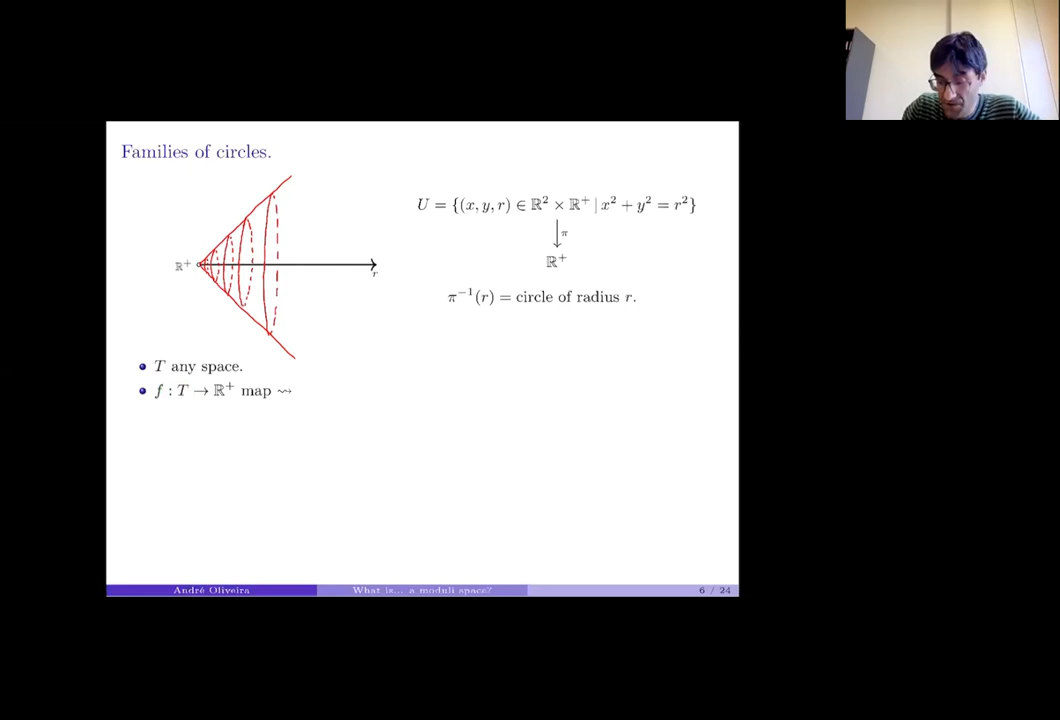 Families of circles.
U = {(x, y, r) ∈ ℝ² × ℝ⁺ | x² + y² = r²}
π
ℝ⁺
ℝ⁺
r
π⁻¹(r) = circle of radius r.
T any space.
f : T → ℝ⁺ map ⇝
André Oliveira
What is... a moduli space?
6 / 24